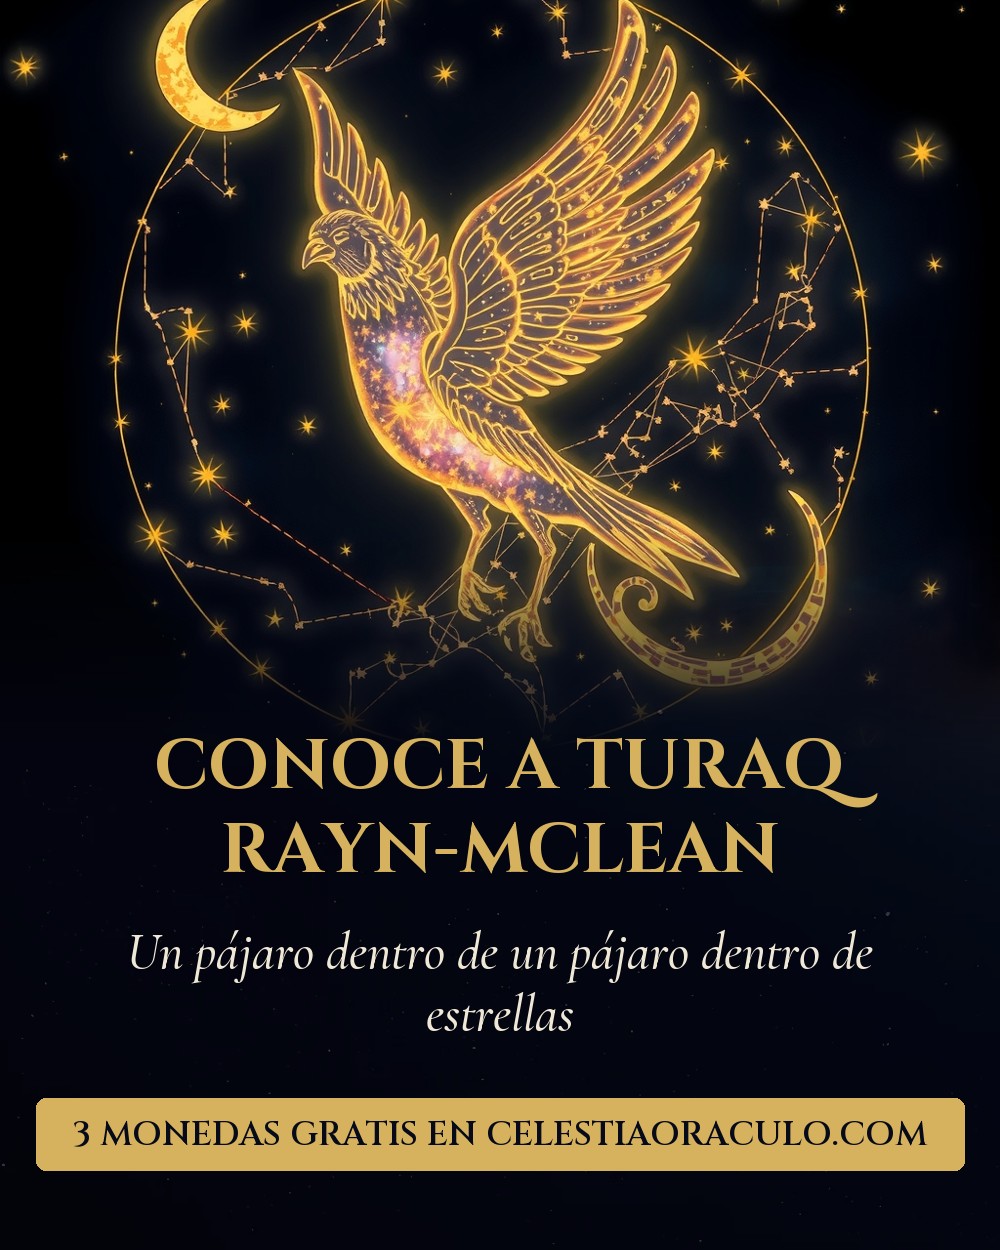 CONOCE A TURAQ
RAYN-MCLEAN
Un pájaro dentro de un pájaro dentro de
estrellas
3 MONEDAS GRATIS EN CELESTIAORACULO.COM